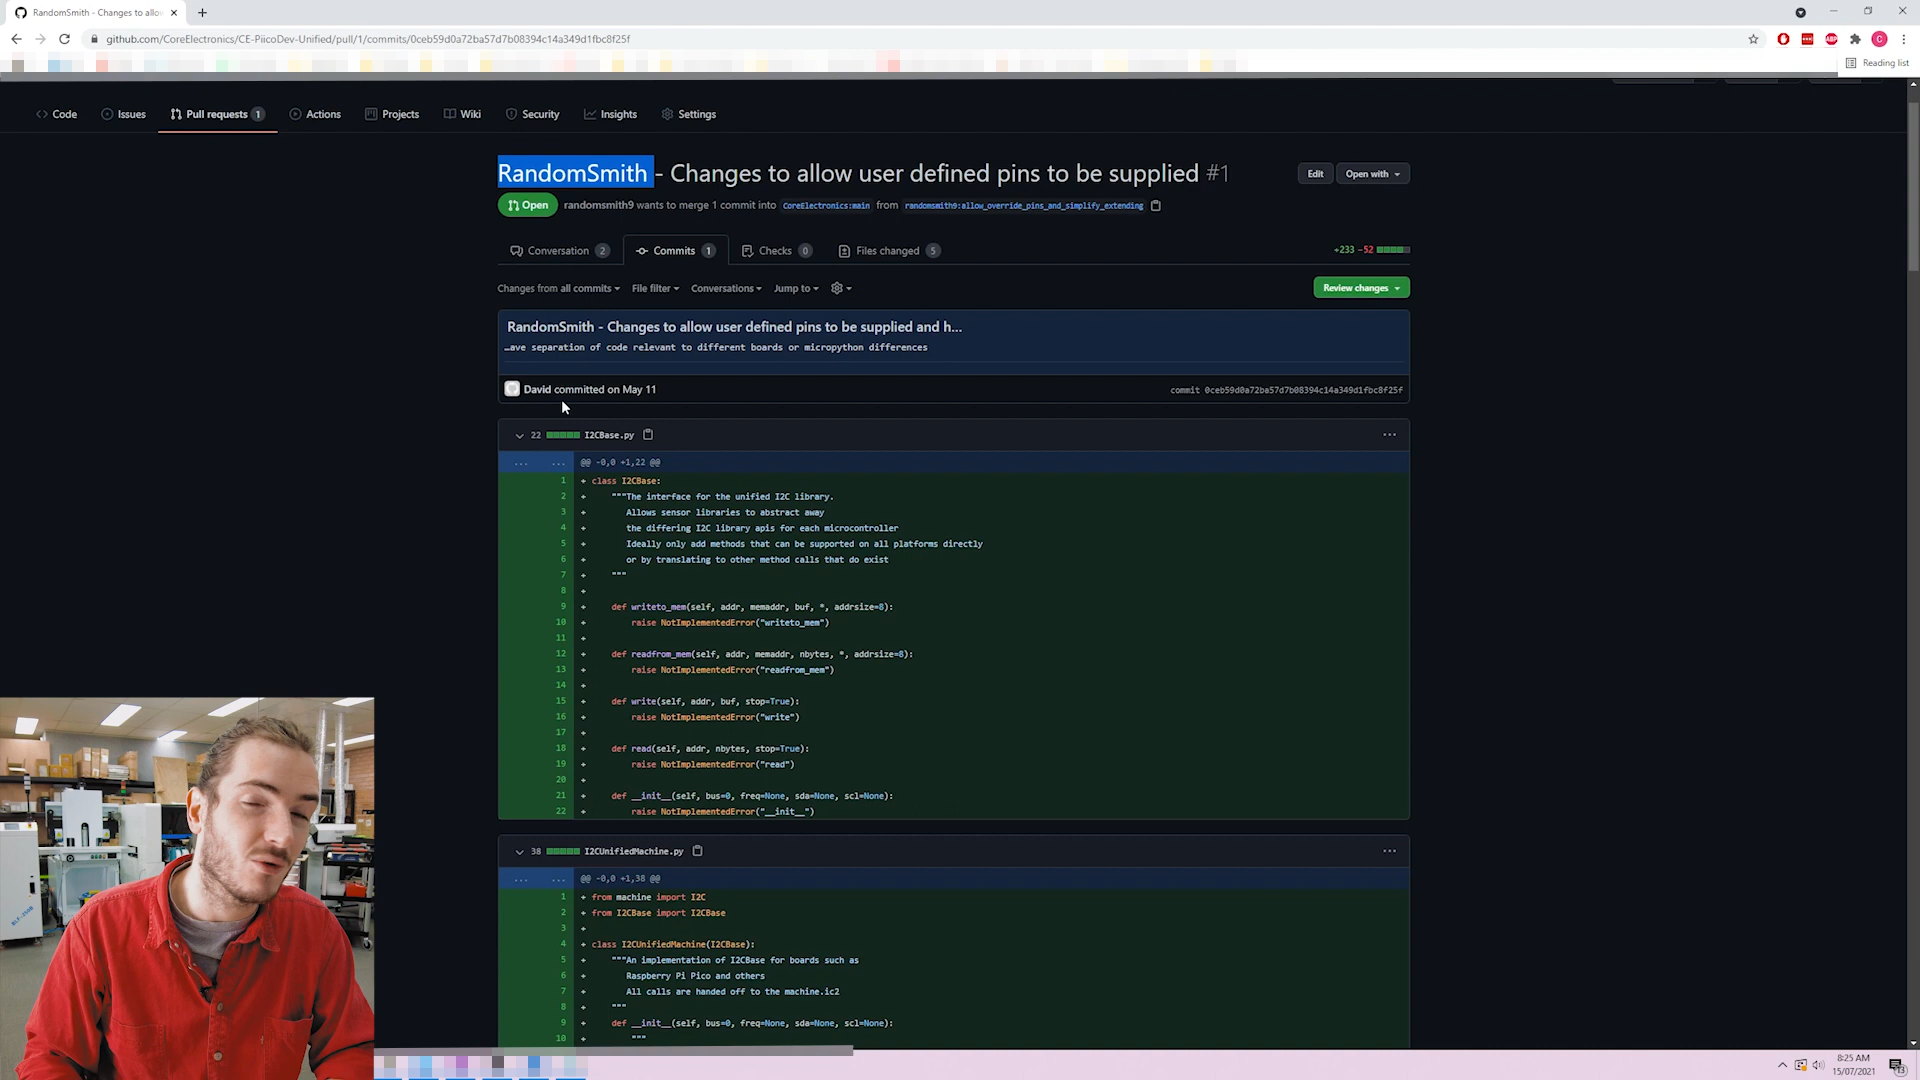 RandomSmith - Changes to allo
github.com/CoreElectronics/CE-PiicoDev-Unified/pull/1/commits/0ceb59d0a72ba57d7b08394c14a349d1fbc8f25f
ABP
C
Reading list
Code
Issues
Pull requests 1
Actions
Projects
Wiki
Security
Insights
Settings
RandomSmith - Changes to allow user defined pins to be supplied #1
Edit
Open with
Open
randomsmith9 wants to merge 1 commit into CoreElectronics:main from randomsmith9:allow_override_pins_and_simplify_extending
Conversation 2
Commits 1
Checks 0
Files changed 5
+233 −52
Changes from all commits
File filter
Conversations
Jump to
Review changes
RandomSmith - Changes to allow user defined pins to be supplied and h...
…ave separation of code relevant to different boards or micropython differences
David committed on May 11
commit 0ceb59d0a72ba57d7b08394c14a349d1fbc8f25f
22 I2CBase.py
@@ -0,0 +1,22 @@
1 + class I2CBase:
2 + """The interface for the unified I2C library.
3 + Allows sensor libraries to abstract away
4 + the differing I2C library apis for each microcontroller
5 + Ideally only add methods that can be supported on all platforms directly
6 + or by translating to other method calls that do exist
7 + """
8 +
9 + def writeto_mem(self, addr, memaddr, buf, *, addrsize=8):
10 + raise NotImplementedError("writeto_mem")
11 +
12 + def readfrom_mem(self, addr, memaddr, nbytes, *, addrsize=8):
13 + raise NotImplementedError("readfrom_mem")
14 +
15 + def write(self, addr, buf, stop=True):
16 + raise NotImplementedError("write")
17 +
18 + def read(self, addr, nbytes, stop=True):
19 + raise NotImplementedError("read")
20 +
21 + def __init__(self, bus=0, freq=None, sda=None, scl=None):
22 + raise NotImplementedError("__init__")
38 I2CUnifiedMachine.py
@@ -0,0 +1,38 @@
1 + from machine import I2C
2 + from I2CBase import I2CBase
3 +
4 + class I2CUnifiedMachine(I2CBase):
5 + """An implementation of I2CBase for boards such as
6 + Raspberry Pi Pico and others
7 + All calls are handed off to the machine.ic2
8 + """
9 + def __init__(self, bus=0, freq=None, sda=None, scl=None):
10 + """
8:25 AM
15/07/2021